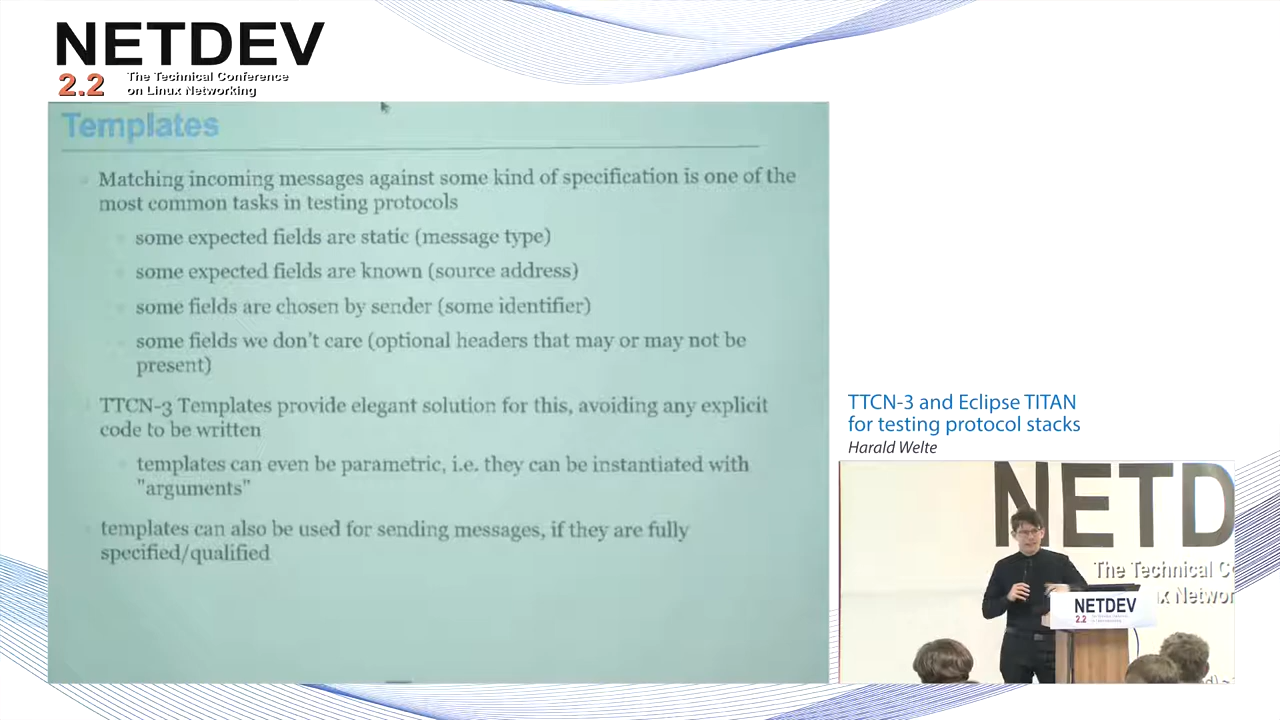 NETDEV
2.2
The Technical Conference
on Linux Networking
Templates
Matching incoming messages against some kind of specification is one of the
most common tasks in testing protocols
some expected fields are static (message type)
some expected fields are known (source address)
some fields are chosen by sender (some identifier)
some fields we don't care (optional headers that may or may not be
present)
TTCN-3 Templates provide elegant solution for this, avoiding any explicit
code to be written
templates can even be parametric, i.e. they can be instantiated with
"arguments"
templates can also be used for sending messages, if they are fully
specified/qualified
TTCN-3 and Eclipse TITAN
for testing protocol stacks
Harald Welte
NETD
The Technical C
x Networ
NETDEV
2.2